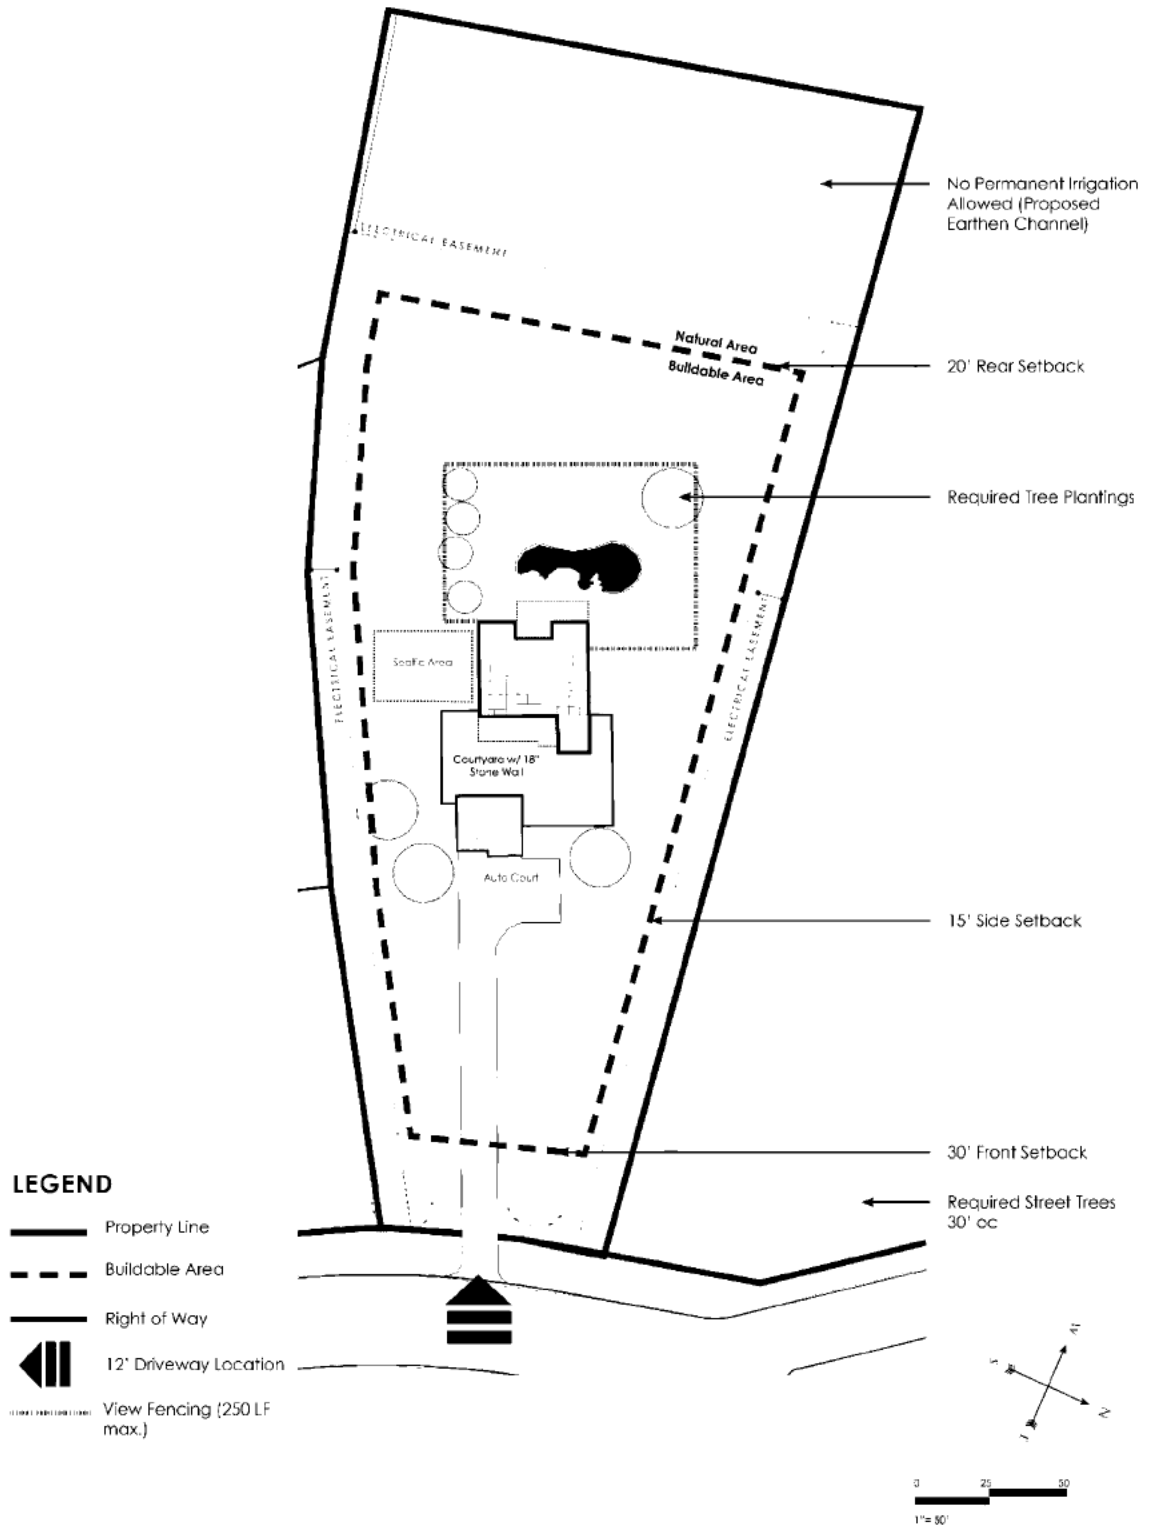 No Permanent Irrigation
Allowed (Proposed
Earthen Channel)
ELECTRICAL EASEMENT
Natural Area
Buildable Area
20' Rear Setback
Required Tree Plantings
ELECTRICAL EASEMENT
ELECTRICAL EASEMENT
Area
Courtyard w/ 18"
Stone Wall
Auto Court
15' Side Setback
30' Front Setback
Required Street Trees
30' oc
LEGEND
Property Line
Buildable Area
Right of Way
12' Driveway Location
View Fencing (250 LF
max.)
S
N
0 25 50
1"= 50'